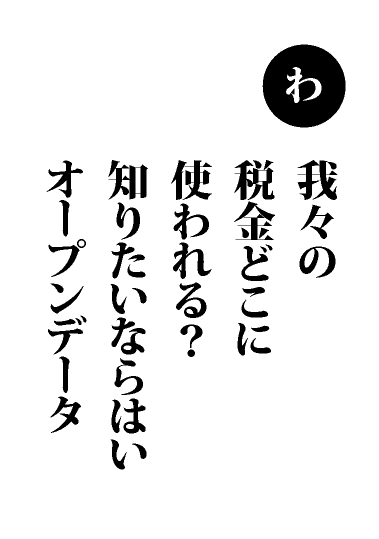 わ
我々の
税金どこに
使われる？
知りたいならはい
オープンデータ